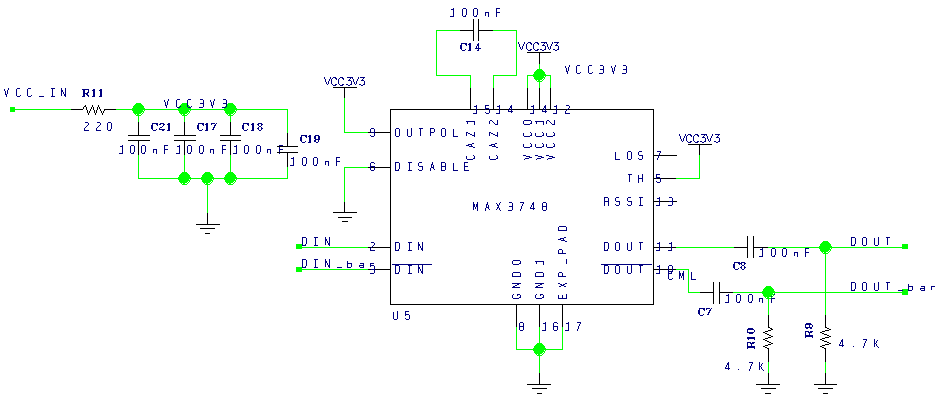 100nF
C14
VCC3V3
VCC3V3
VCC_IN
R11
220
VCC3V3
C21
C17
C18
C19
100nF
100nF
100nF
100nF
VCC3V3
15
14
1
4
12
CAZ1
CAZ2
VCC0
VCC1
VCC2
9
OUTPOL
6
DISABLE
LOS
7
VCC3V3
TH
5
RSSI
13
MAX3748
DIN
2
DIN
DIN_ba
3
DIN
DOUT
11
DOUT
10
CML
C8
100nF
DOUT
C7
100nF
DOUT_bar
GND0
GND1
EXP_PAD
8
16
17
U5
R10
4.7K
R9
4.7K